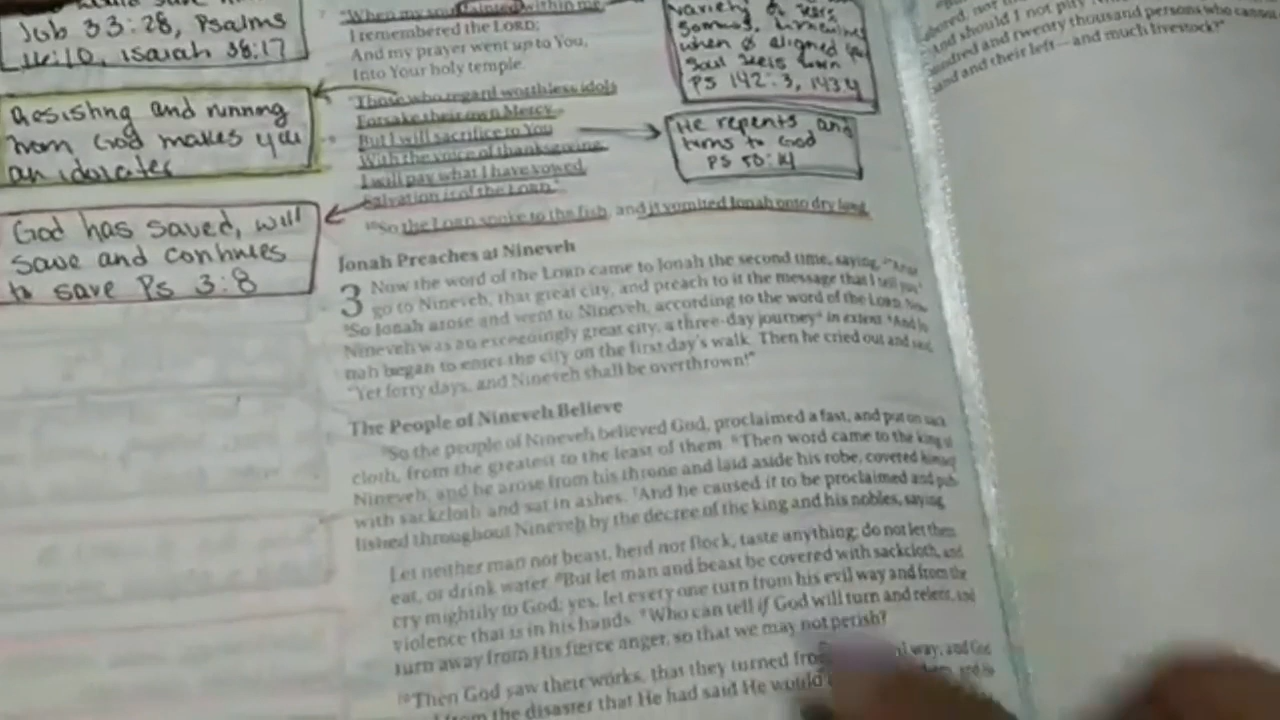 Job 33:28, Psalms
16:10, isaiah 38:17
Resisting and running
from God makes you
an idolater
God has saved, will
save and continues
to save Ps 3:8
"When my soul fainted within me,
I remembered the LORD;
And my prayer went up to You,
Into Your holy temple.
"Those who regard worthless idols
Forsake their own Mercy.
But I will sacrifice to You
With the voice of thanksgiving;
I will pay what I have vowed.
Salvation is of the LORD."
So the LORD spoke to the fish, and it vomited Jonah onto dry land.
when
soul
PS 142:3, 143:4
He repents and
turns to God
PS 50:14
Jonah Preaches at Nineveh
3 Now the word of the LORD came to Jonah the second time, saying,
go to Nineveh, that great city, and preach to it the message that I tell you."
So Jonah arose and went to Nineveh, according to the word of the LORD. Now
Nineveh was an exceedingly great city, a three-day journey in extent. And Jo-
nah began to enter the city on the first day's walk. Then he cried out and said,
"Yet forty days, and Nineveh shall be overthrown!"
The People of Nineveh Believe
So the people of Nineveh believed God, proclaimed a fast, and put on sack-
cloth, from the greatest to the least of them. Then word came to the king of
Nineveh; and he arose from his throne and laid aside his robe, covered himself
with sackcloth and sat in ashes. And he caused it to be proclaimed and pub-
lished throughout Nineveh by the decree of the king and his nobles, saying,
Let neither man nor beast, herd nor flock, taste anything; do not let them
eat, or drink water. But let man and beast be covered with sackcloth, and
cry mightily to God; yes, let every one turn from his evil way and from the
violence that is in his hands. Who can tell if God will turn and relent, and
turn away from His fierce anger, so that we may not perish?
Then God saw their works, that they turned from way; and God
from the disaster that He had said He would
And should I not pity
hundred and twenty thousand persons who cannot
and their left—and much livestock?"